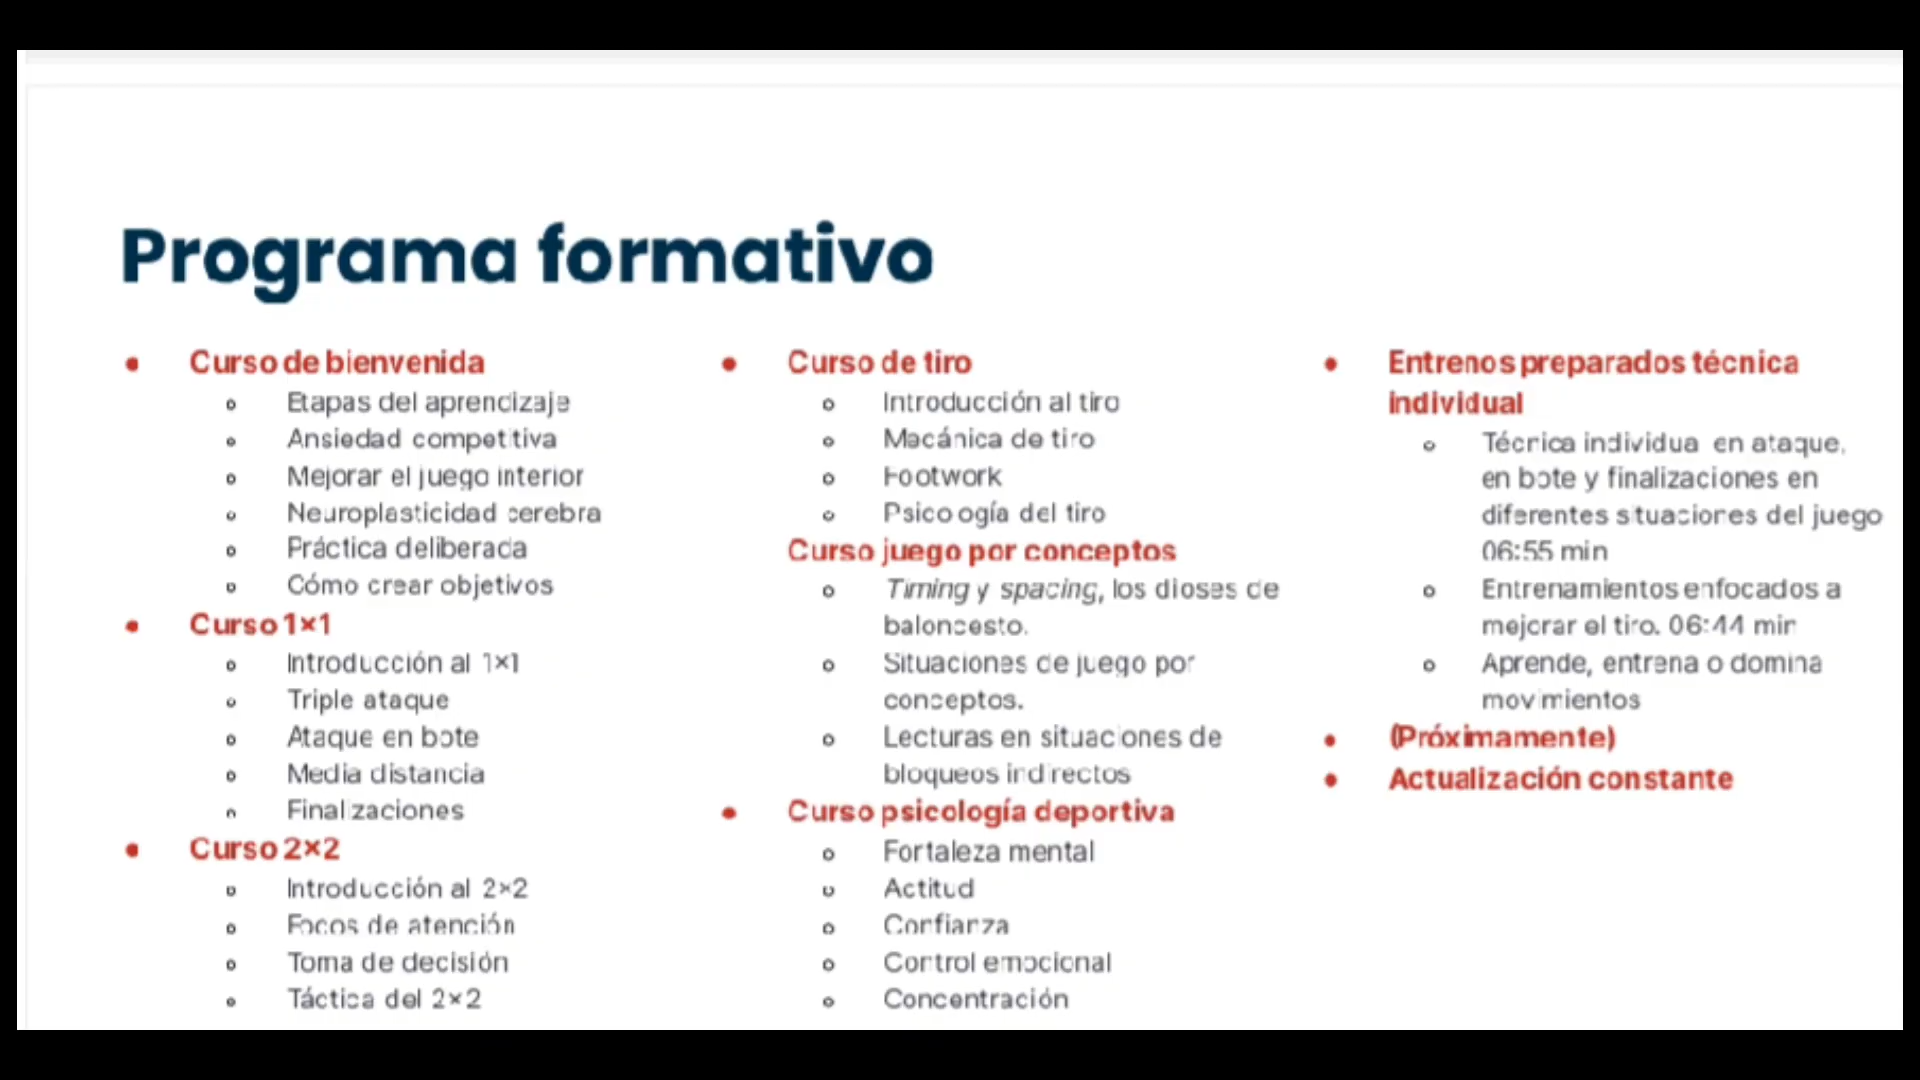 Programa formativo
Curso de bienvenida
Etapas del aprendizaje
Ansiedad competitiva
Mejorar el juego interior
Neuroplasticidad cerebra
Práctica deliberada
Cómo crear objetivos
Curso 1×1
Introducción al 1×1
Triple ataque
Ataque en bote
Media distancia
Finalizaciones
Curso 2×2
Introducción al 2×2
Focos de atención
Toma de decisión
Táctica del 2×2
Curso de tiro
Introducción al tiro
Mecánica de tiro
Footwork
Psicología del tiro
Curso juego por conceptos
Timing y spacing, los dioses de
baloncesto.
Situaciones de juego por
conceptos.
Lecturas en situaciones de
bloqueos indirectos
Curso psicología deportiva
Fortaleza mental
Actitud
Confianza
Control emocional
Concentración
Entrenos preparados técnica
individual
Técnica individual en ataque,
en bote y finalizaciones en
diferentes situaciones del juego
06:55 min
Entrenamientos enfocados a
mejorar el tiro. 06:44 min
Aprende, entrena o domina
movimientos
(Próximamente)
Actualización constante